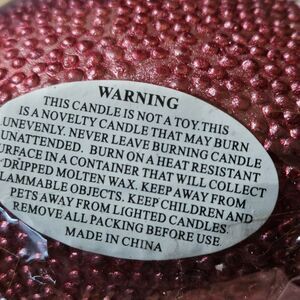 WARNING
THIS CANDLE IS NOT A TOY.THIS
IS A NOVELTY CANDLE THAT MAY BURN
UNEVENLY. NEVER LEAVE BURNING CANDLE
UNATTENDED. BURN ON A HEAT RESISTANT
URFACE IN A CONTAINER THAT WILL COLLECT
DRIPPED MOLTEN WAX. KEEP AWAY FROM
LAMMABLE OBJECTS. KEEP CHILDREN AND
PETS AWAY FROM LIGHTED CANDLES.
REMOVE ALL PACKING BEFORE USE.
MADE IN CHINA